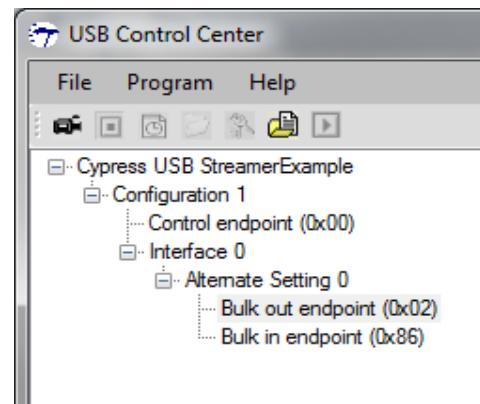 USB Control Center
File Program Help
Cypress USB StreamerExample
Configuration 1
Control endpoint (0x00)
Interface 0
Alternate Setting 0
Bulk out endpoint (0x02)
Bulk in endpoint (0x86)